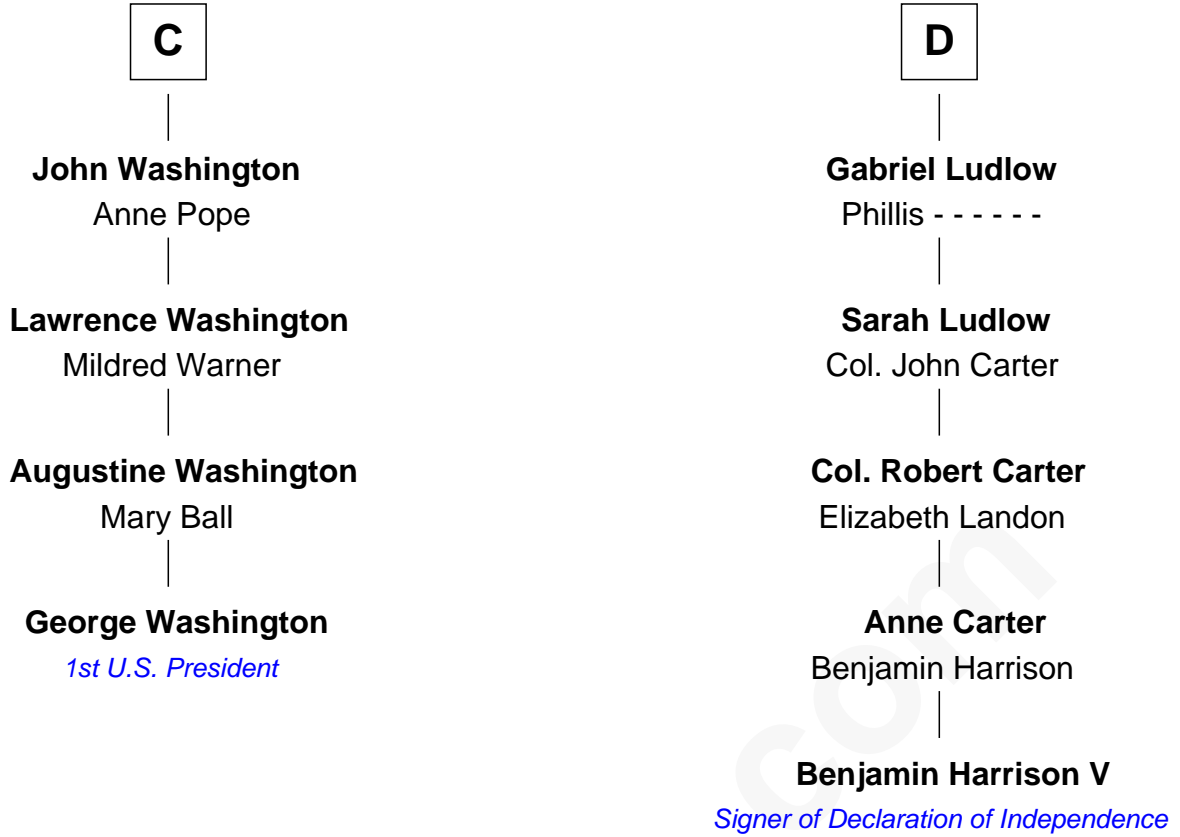 C
John Washington
Anne Pope
Lawrence Washington
Mildred Warner
Augustine Washington
Mary Ball
George Washington
1st U.S. President
D
Gabriel Ludlow
Phillis - - - - - -
Sarah Ludlow
Col. John Carter
Col. Robert Carter
Elizabeth Landon
Anne Carter
Benjamin Harrison
Benjamin Harrison V
Signer of Declaration of Independence
com